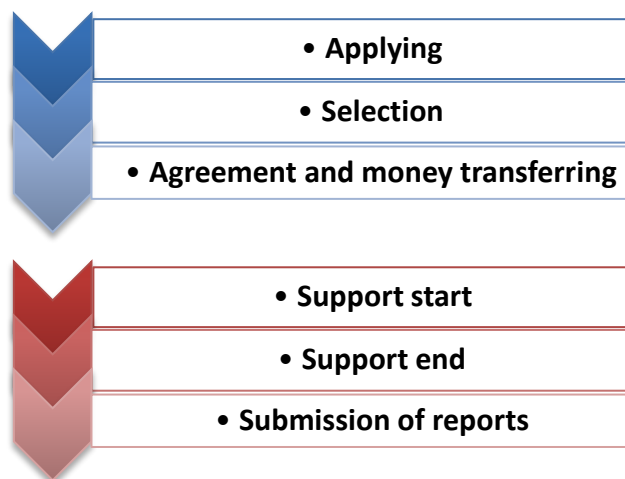 • Applying
• Selection
• Agreement and money transferring
• Support start
• Support end
• Submission of reports